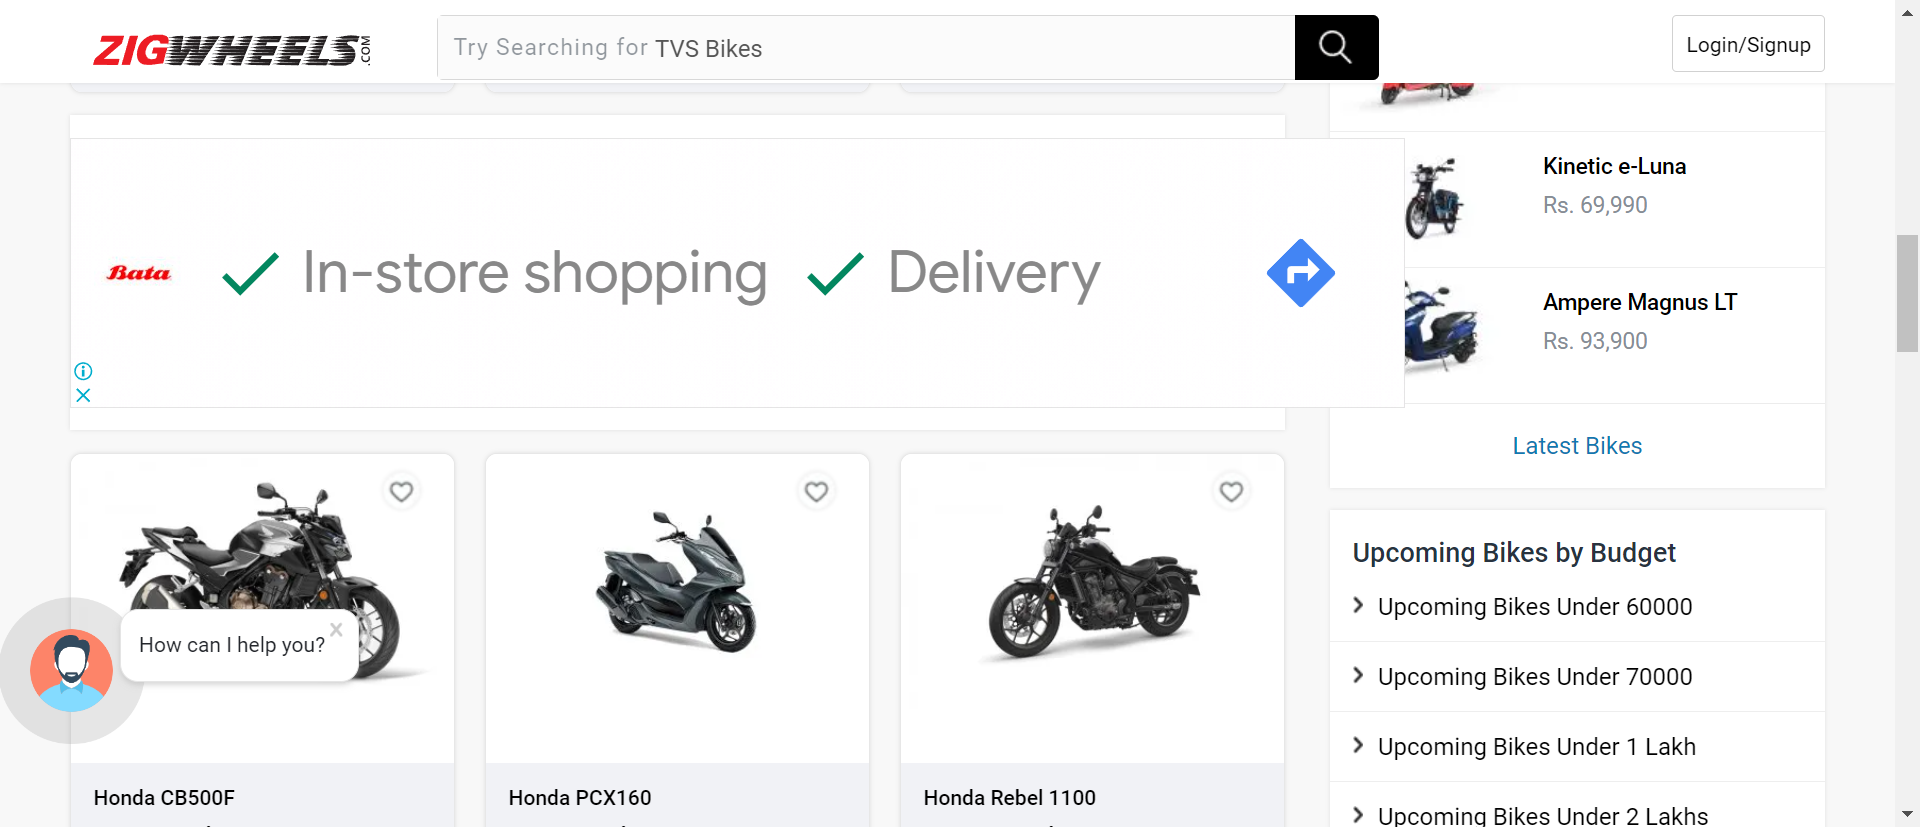 ZIGWHEELS.COM
Try Searching for TVS Bikes
Login/Signup
Kinetic e-Luna
Rs. 69,990
Bata
In-store shopping
Delivery
Ampere Magnus LT
Rs. 93,900
Latest Bikes
Upcoming Bikes by Budget
Upcoming Bikes Under 60000
How can I help you?
Upcoming Bikes Under 70000
Upcoming Bikes Under 1 Lakh
Honda CB500F
Honda PCX160
Honda Rebel 1100
Upcoming Bikes Under 2 Lakhs